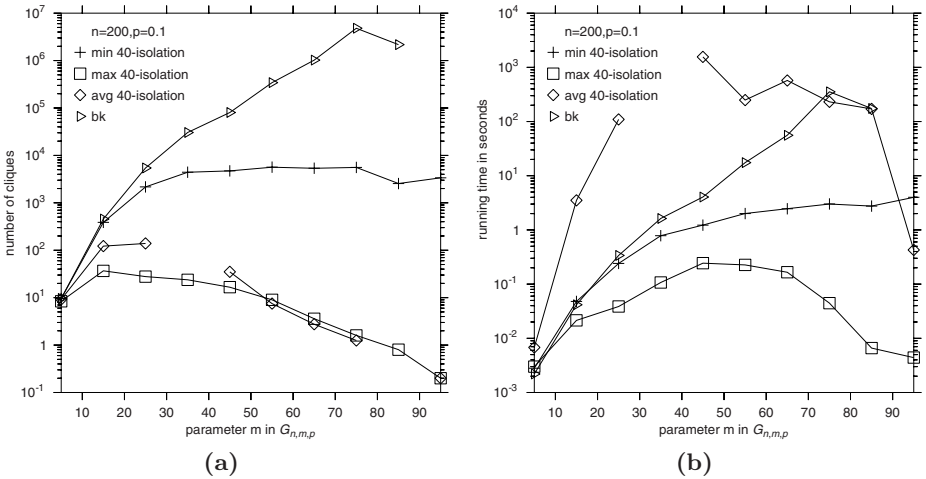 n=200,p=0.1
min 40-isolation
max 40-isolation
avg 40-isolation
bk
number of cliques
10^7
10^6
10^5
10^4
10^3
10^2
10^1
1
10^-1
10 20 30 40 50 60 70 80 90
parameter m in G_{n,m,p}
(a)
n=200,p=0.1
min 40-isolation
max 40-isolation
avg 40-isolation
bk
running time in seconds
10^4
10^3
10^2
10^1
1
10^-1
10^-2
10^-3
10 20 30 40 50 60 70 80 90
parameter m in G_{n,m,p}
(b)